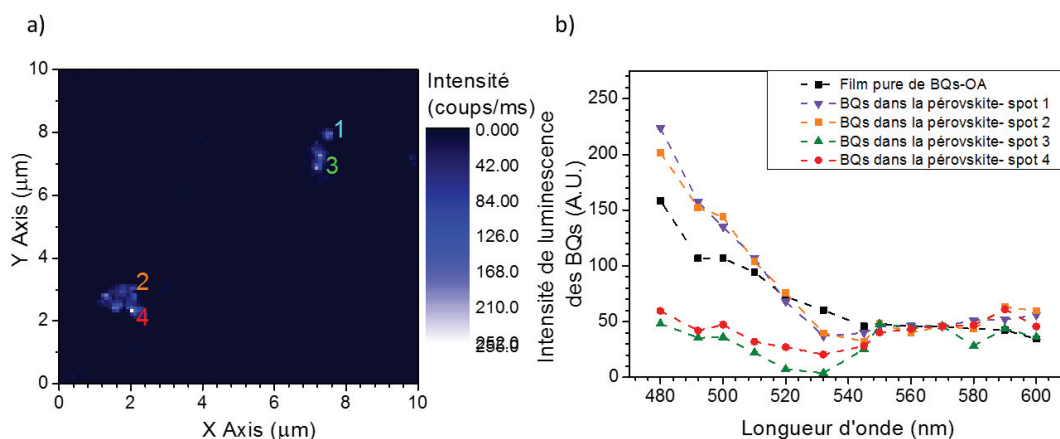 a)
10
8
6
4
2
0
Y Axis (µm)
0
2
4
6
8
10
X Axis (µm)
1
3
2
4
Intensité
(coups/ms)
0.000
42.00
84.00
126.0
168.0
210.0
252.0
256.0
b)
250
200
150
100
50
0
Intensité de luminescence
des BQs (A.U.)
480
500
520
540
560
580
600
Longueur d'onde (nm)
Film pure de BQs-OA
BQs dans la pérovskite- spot 1
BQs dans la pérovskite- spot 2
BQs dans la pérovskite- spot 3
BQs dans la pérovskite- spot 4